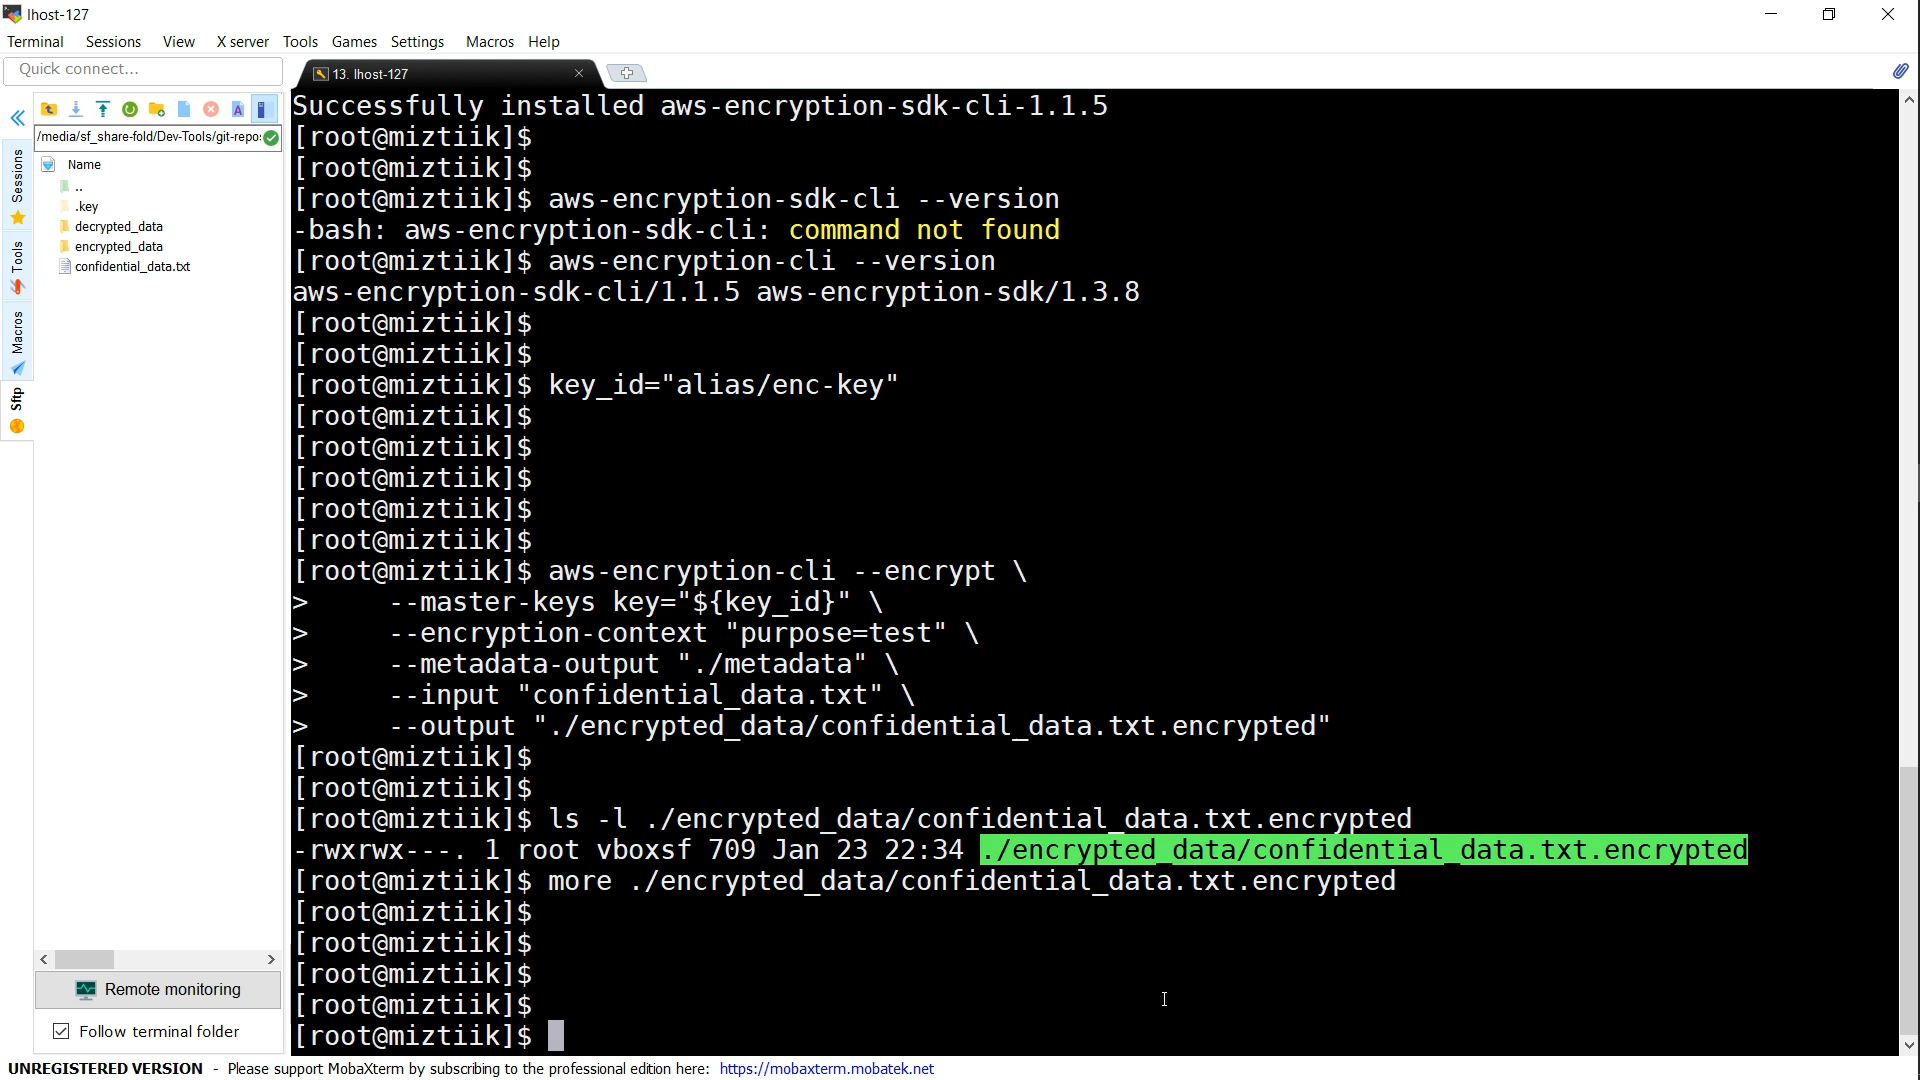 lhost-127
Terminal Sessions View X server Tools Games Settings Macros Help
Quick connect...
13. lhost-127
/media/sf_share-fold/Dev-Tools/git-repo
Name
..
.key
decrypted_data
encrypted_data
confidential_data.txt
Sessions
Tools
Macros
Sftp
Remote monitoring
Follow terminal folder
Successfully installed aws-encryption-sdk-cli-1.1.5
[root@miztiik]$
[root@miztiik]$
[root@miztiik]$ aws-encryption-sdk-cli --version
-bash: aws-encryption-sdk-cli: command not found
[root@miztiik]$ aws-encryption-cli --version
aws-encryption-sdk-cli/1.1.5 aws-encryption-sdk/1.3.8
[root@miztiik]$
[root@miztiik]$
[root@miztiik]$ key_id="alias/enc-key"
[root@miztiik]$
[root@miztiik]$
[root@miztiik]$
[root@miztiik]$
[root@miztiik]$
[root@miztiik]$ aws-encryption-cli --encrypt \
>     --master-keys key="${key_id}" \
>     --encryption-context "purpose=test" \
>     --metadata-output "./metadata" \
>     --input "confidential_data.txt" \
>     --output "./encrypted_data/confidential_data.txt.encrypted"
[root@miztiik]$
[root@miztiik]$
[root@miztiik]$ ls -l ./encrypted_data/confidential_data.txt.encrypted
-rwxrwx---. 1 root vboxsf 709 Jan 23 22:34 ./encrypted_data/confidential_data.txt.encrypted
[root@miztiik]$ more ./encrypted_data/confidential_data.txt.encrypted
[root@miztiik]$
[root@miztiik]$
[root@miztiik]$
[root@miztiik]$
[root@miztiik]$
UNREGISTERED VERSION - Please support MobaXterm by subscribing to the professional edition here: https://mobaxterm.mobatek.net